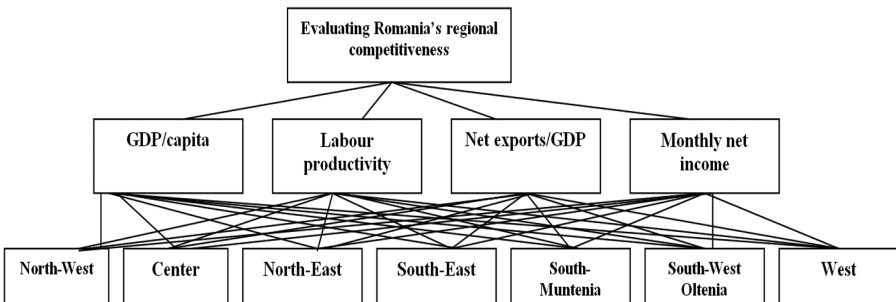 Evaluating Romania's regional
competitiveness
GDP/capita
Labour
productivity
Net exports/GDP
Monthly net
income
North-West
Center
North-East
South-East
South-
Muntenia
South-West
Oltenia
West